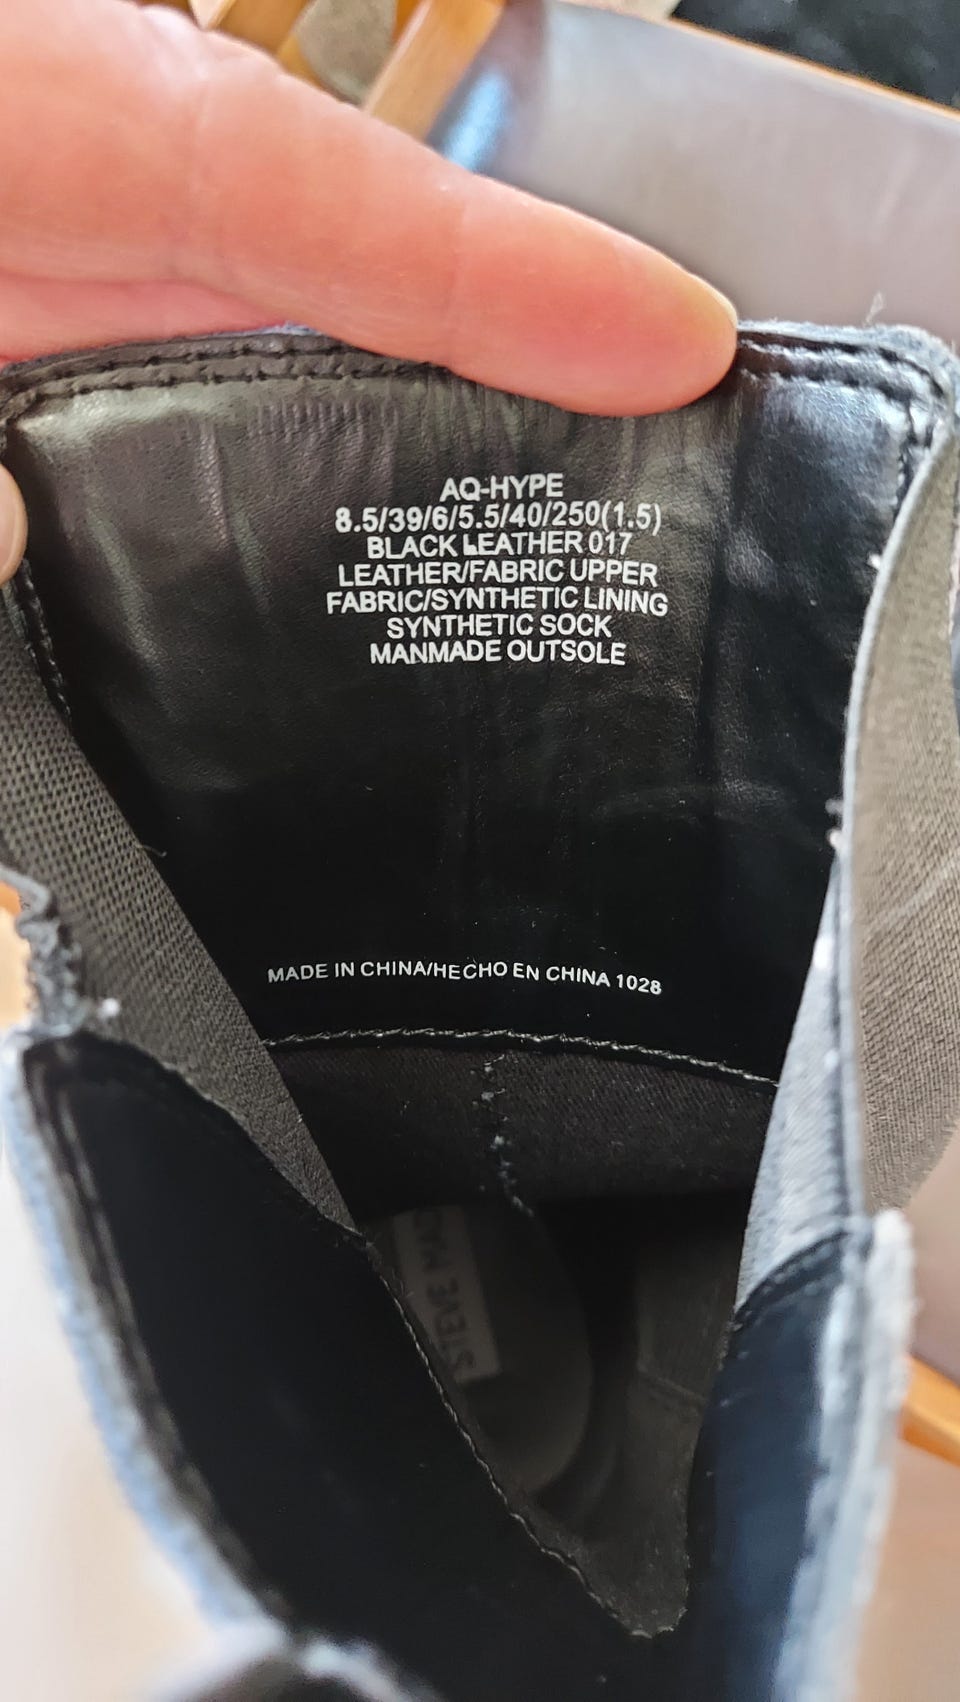 AQ-HYPE
8.5/39/6/5.5/40/250(1.5)
BLACK LEATHER 017
LEATHER/FABRIC UPPER
FABRIC/SYNTHETIC LINING
SYNTHETIC SOCK
MANMADE OUTSOLE
MADE IN CHINA/HECHO EN CHINA 1028
STEVE